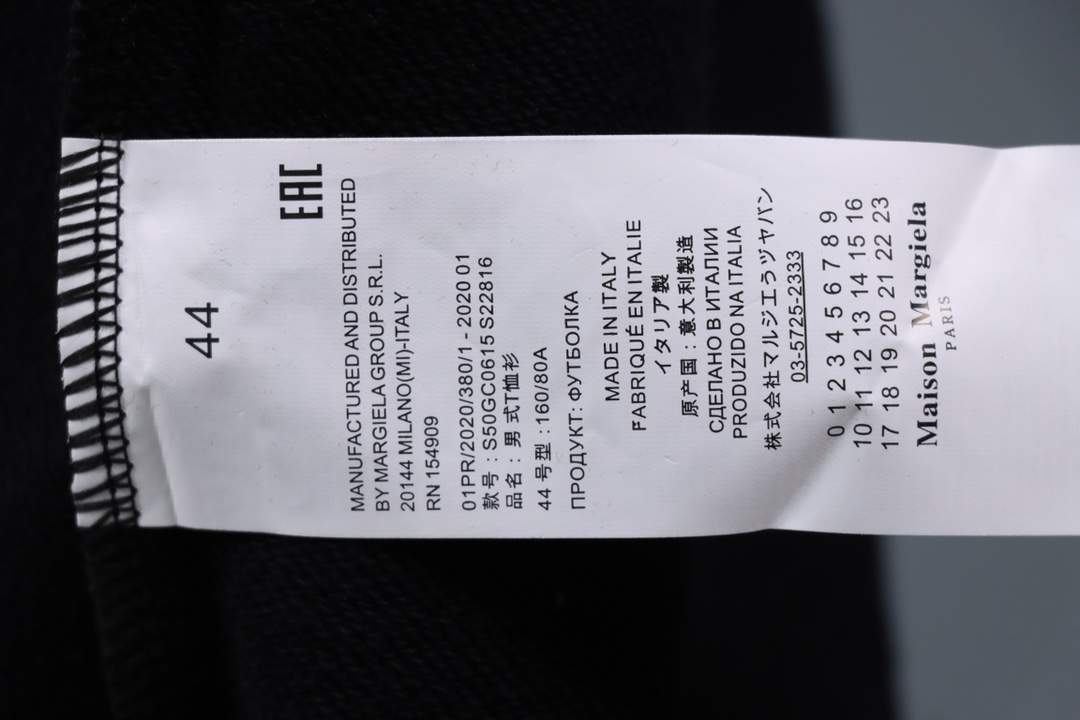 44
EAC
MANUFACTURED AND DISTRIBUTED
BY MARGIELA GROUP S.R.L.
20144 MILANO(MI)-ITALY
RN 154909
01PR/2020/380/1 - 2020 01
款号：S50GC0615 S22816
品名：男 式T恤衫
44 号型：160/80A
ПРОДУКТ: ФУТБОЛКА
MADE IN ITALY
FABRIQUÉ EN ITALIE
イタリア製
原产国：意大利製造
СДЕЛАНО В ИТАЛИИ
PRODUZIDO NA ITALIA
株式会社マルジエゥヅヤバン
03-5725-2333
0 1 2 3 4 5 6 7 8 9
10 11 12 13 14 15 16
17 18 19 20 21 22 23
Maison Margiela
PARIS